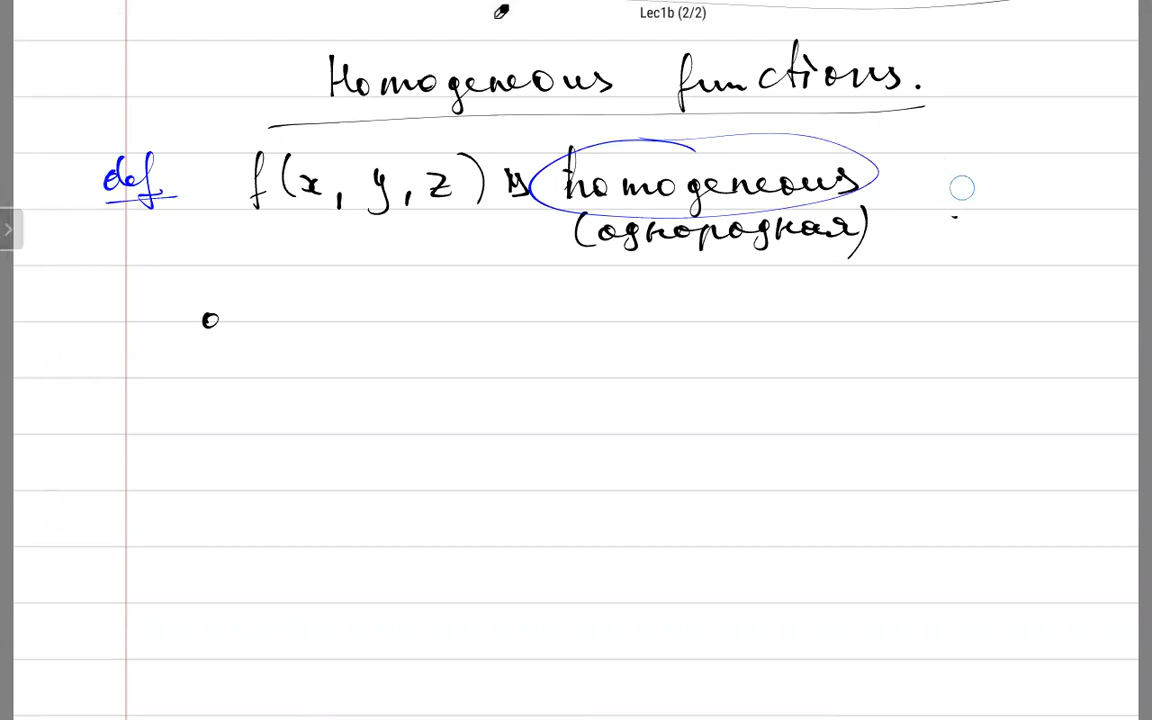 Lec1b (2/2)
Homogeneous functions.
def f(x, y, z) is homogeneous
(однородная)